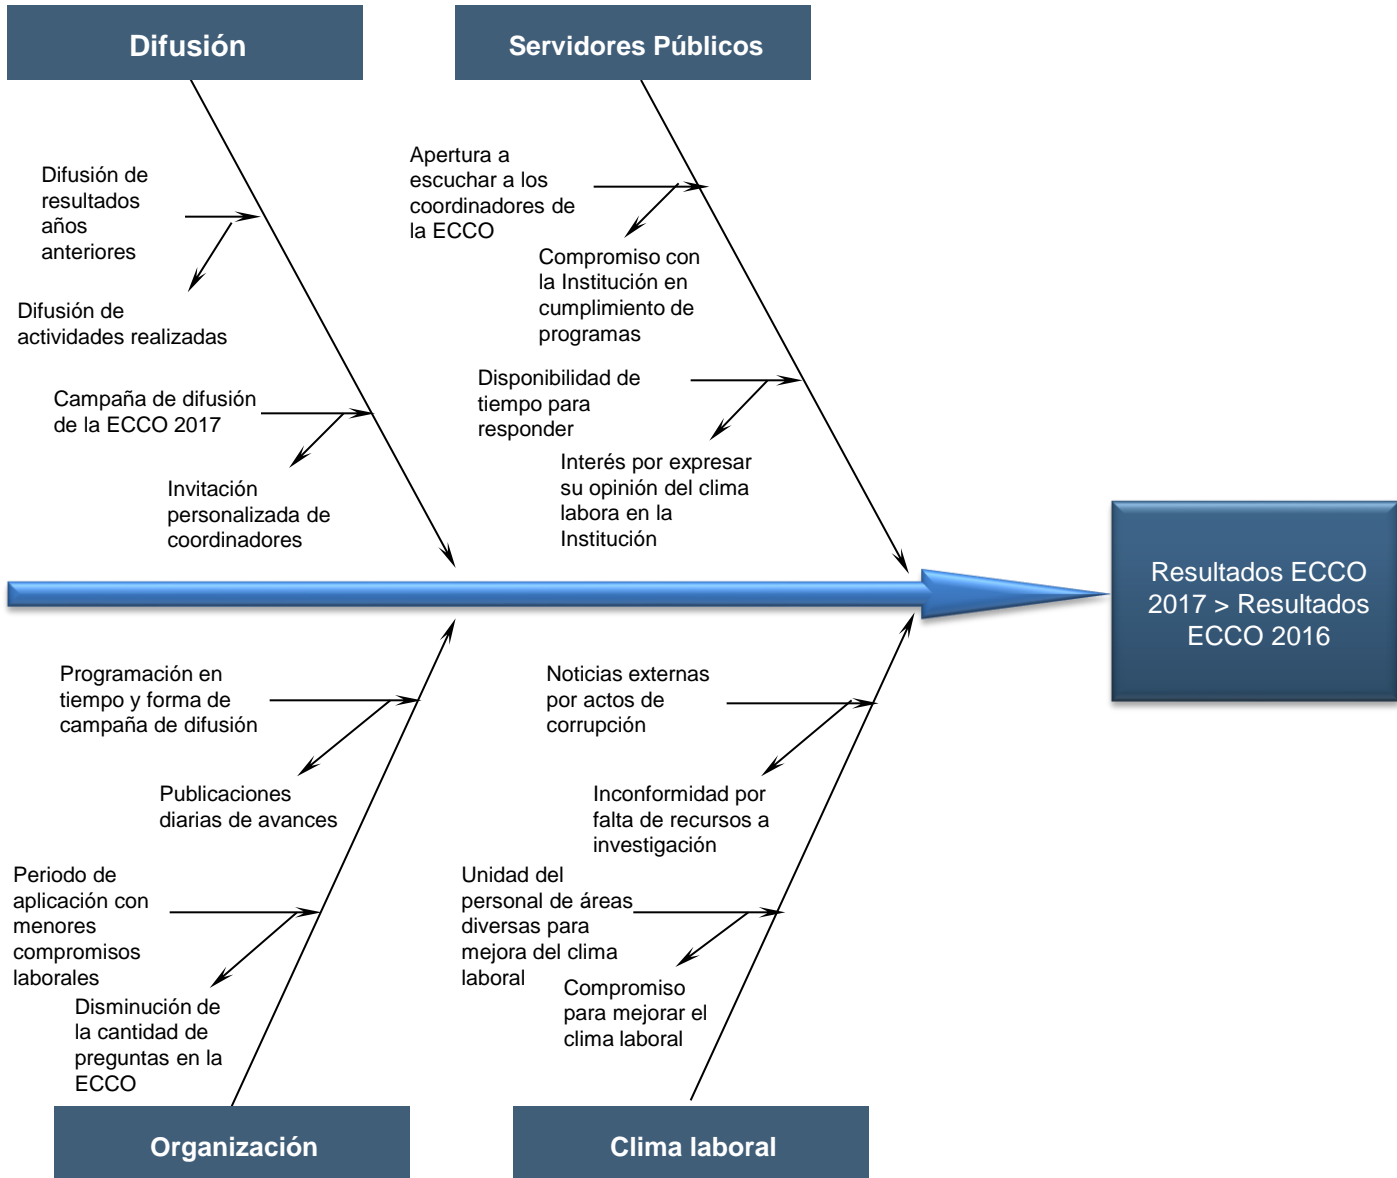 Difusión
Servidores Públicos
Difusión de
resultados
años
anteriores
Difusión de
actividades realizadas
Campaña de difusión
de la ECCO 2017
Invitación
personalizada de
coordinadores
Apertura a
escuchar a los
coordinadores de
la ECCO
Compromiso con
la Institución en
cumplimiento de
programas
Disponibilidad de
tiempo para
responder
Interés por expresar
su opinión del clima
labora en la
Institución
Resultados ECCO
2017 > Resultados
ECCO 2016
Programación en
tiempo y forma de
campaña de difusión
Publicaciones
diarias de avances
Periodo de
aplicación con
menores
compromisos
laborales
Disminución de
la cantidad de
preguntas en la
ECCO
Noticias externas
por actos de
corrupción
Inconformidad por
falta de recursos a
investigación
Unidad del
personal de áreas
diversas para
mejora del clima
laboral
Compromiso
para mejorar el
clima laboral
Organización
Clima laboral